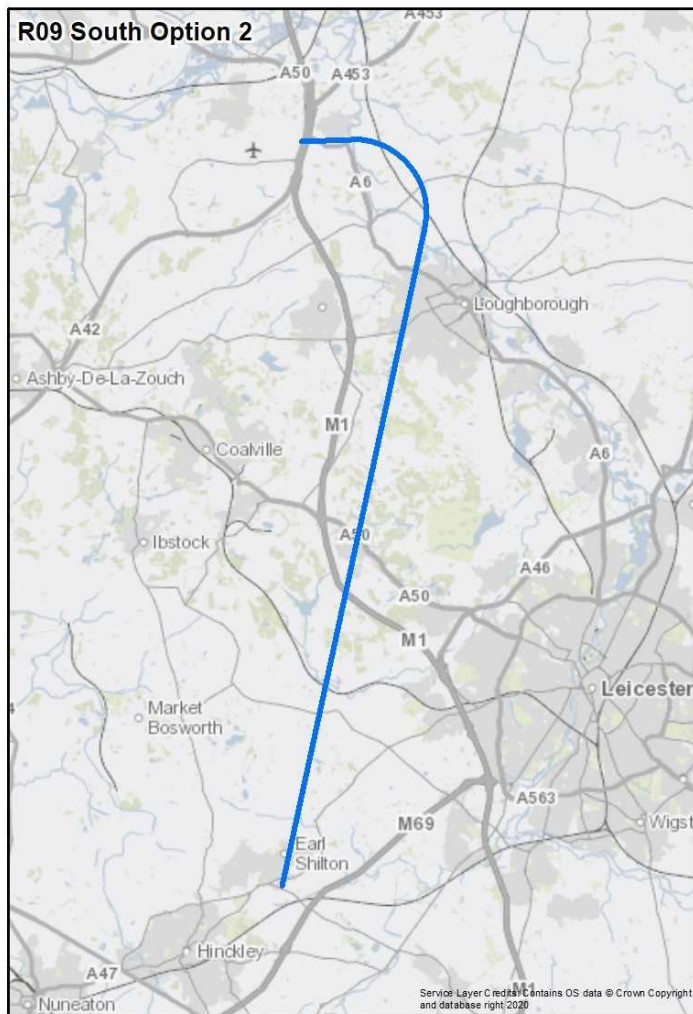 R09 South Option 2
A453
A50
A453
A6
Loughborough
A42
Ashby-De-La-Zouch
M1
Coalville
A6
A50
Ibstock
A46
A50
M1
Leicester
Market
Bosworth
A563
M69
Wigst
Earl
Shilton
Hinckley
A47
M1
Nuneaton
Service Layer Credits: Contains OS data © Crown Copyright
and database right 2020